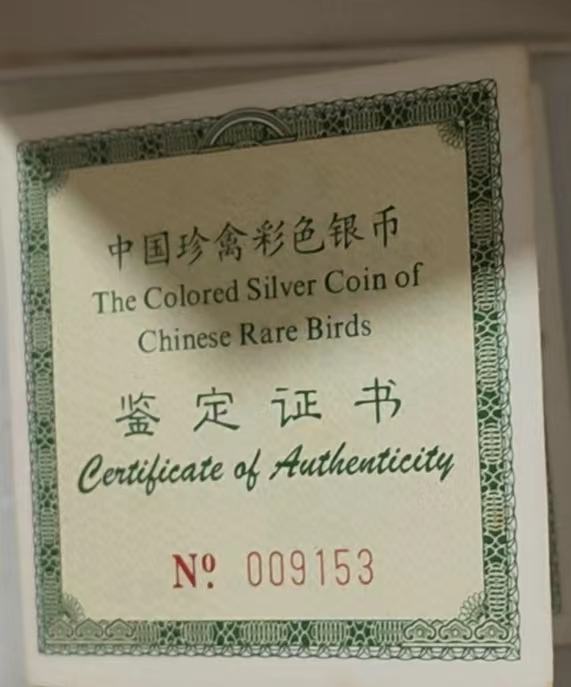 中国珍禽彩色银币
The Colored Silver Coin of
Chinese Rare Birds
鉴定证书
Certificate of Authenticity
Nº 009153